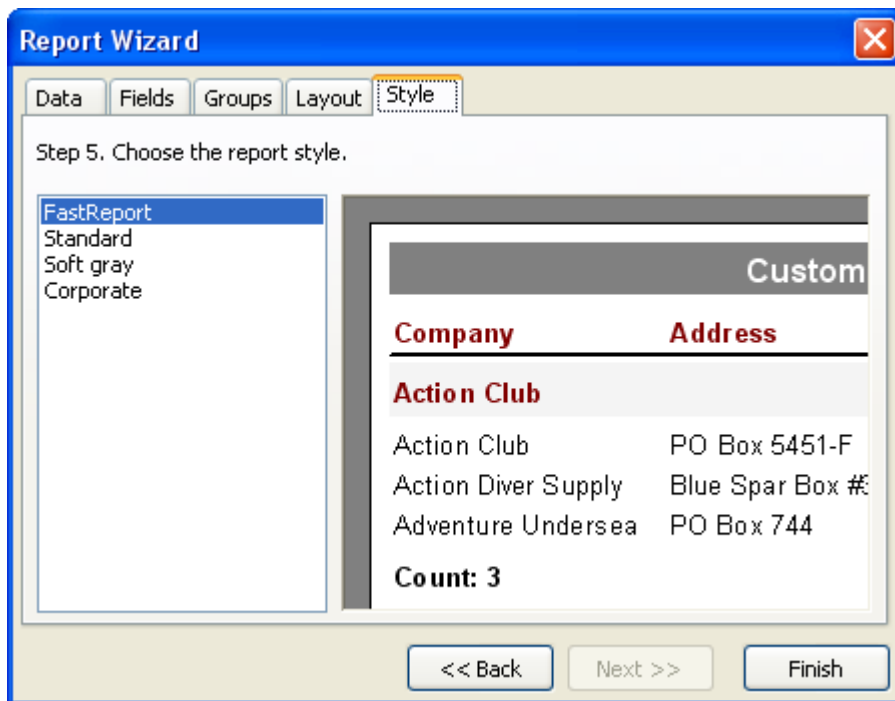 Report Wizard
Data Fields Groups Layout Style
Step 5. Choose the report style.
FastReport
Standard
Soft gray
Corporate
Custom
Company Address
Action Club
Action Club PO Box 5451-F
Action Diver Supply Blue Spar Box
Adventure Undersea PO Box 744
Count: 3
<< Back Next >> Finish